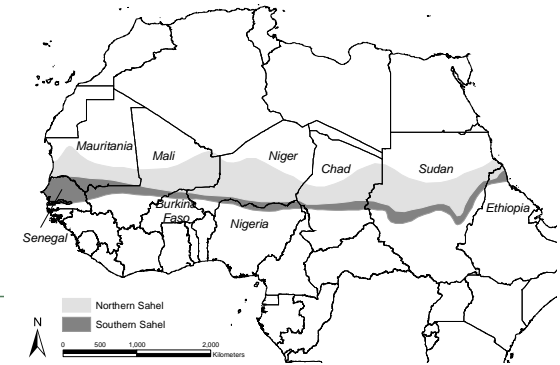 Mauritania
Mali
Niger
Chad
Sudan
Burkina
Faso
Nigeria
Ethiopia
Senegal
Northern Sahel
Southern Sahel
N
0 500 1,000 2,000
Kilometers